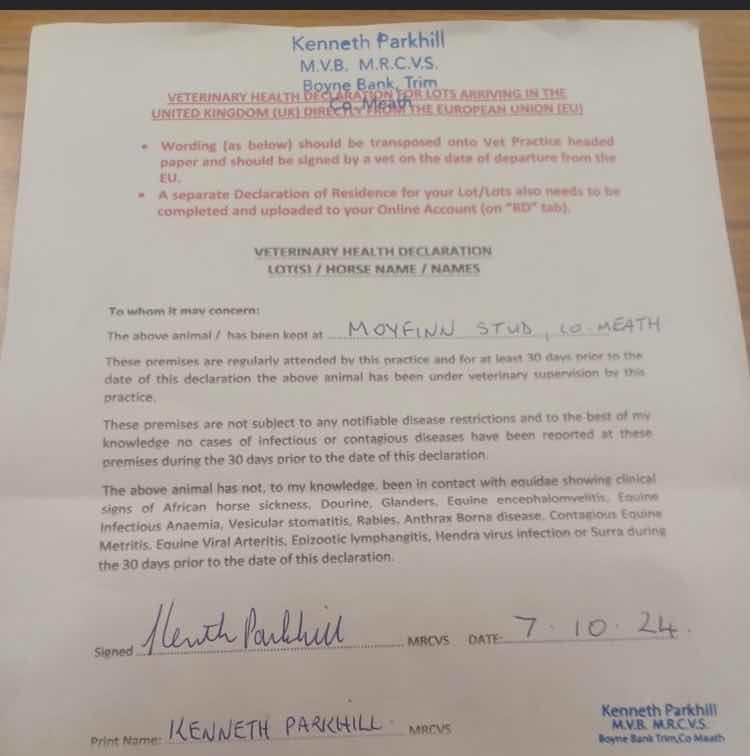 Kenneth Parkhill
M.V.B. M.R.C.V.S.
Boyne Bank, Trim
Co. Meath
VETERINARY HEALTH DECLARATION FOR LOTS ARRIVING IN THE
UNITED KINGDOM (UK) DIRECTLY FROM THE EUROPEAN UNION (EU)
• Wording (as below) should be transposed onto Vet Practice headed
paper and should be signed by a vet on the date of departure from the
EU.
• A separate Declaration of Residence for your Lot/Lots also needs to be
completed and uploaded to your Online Account (on "RD" tab).
VETERINARY HEALTH DECLARATION
LOT(S) / HORSE NAME / NAMES
To whom it may concern:
The above animal / has been kept at MOYFINN STUD, CO. MEATH
These premises are regularly attended by this practice and for at least 30 days prior to the
date of this declaration the above animal has been under veterinary supervision by this
practice.
These premises are not subject to any notifiable disease restrictions and to the best of my
knowledge no cases of infectious or contagious diseases have been reported at these
premises during the 30 days prior to the date of this declaration.
The above animal has not, to my knowledge, been in contact with equidae showing clinical
signs of African horse sickness, Dourine, Glanders, Equine encephalomyelitis, Equine
Infectious Anaemia, Vesicular stomatitis, Rabies, Anthrax Borna disease, Contagious Equine
Metritis, Equine Viral Arteritis, Epizootic lymphangitis, Hendra virus infection or Surra during
the 30 days prior to the date of this declaration.
Signed Kenneth Parkhill MRCVS DATE: 7.10.24.
Print Name: KENNETH PARKHILL MRCVS
Kenneth Parkhill
M.V.B. M.R.C.V.S.
Boyne Bank Trim, Co Meath